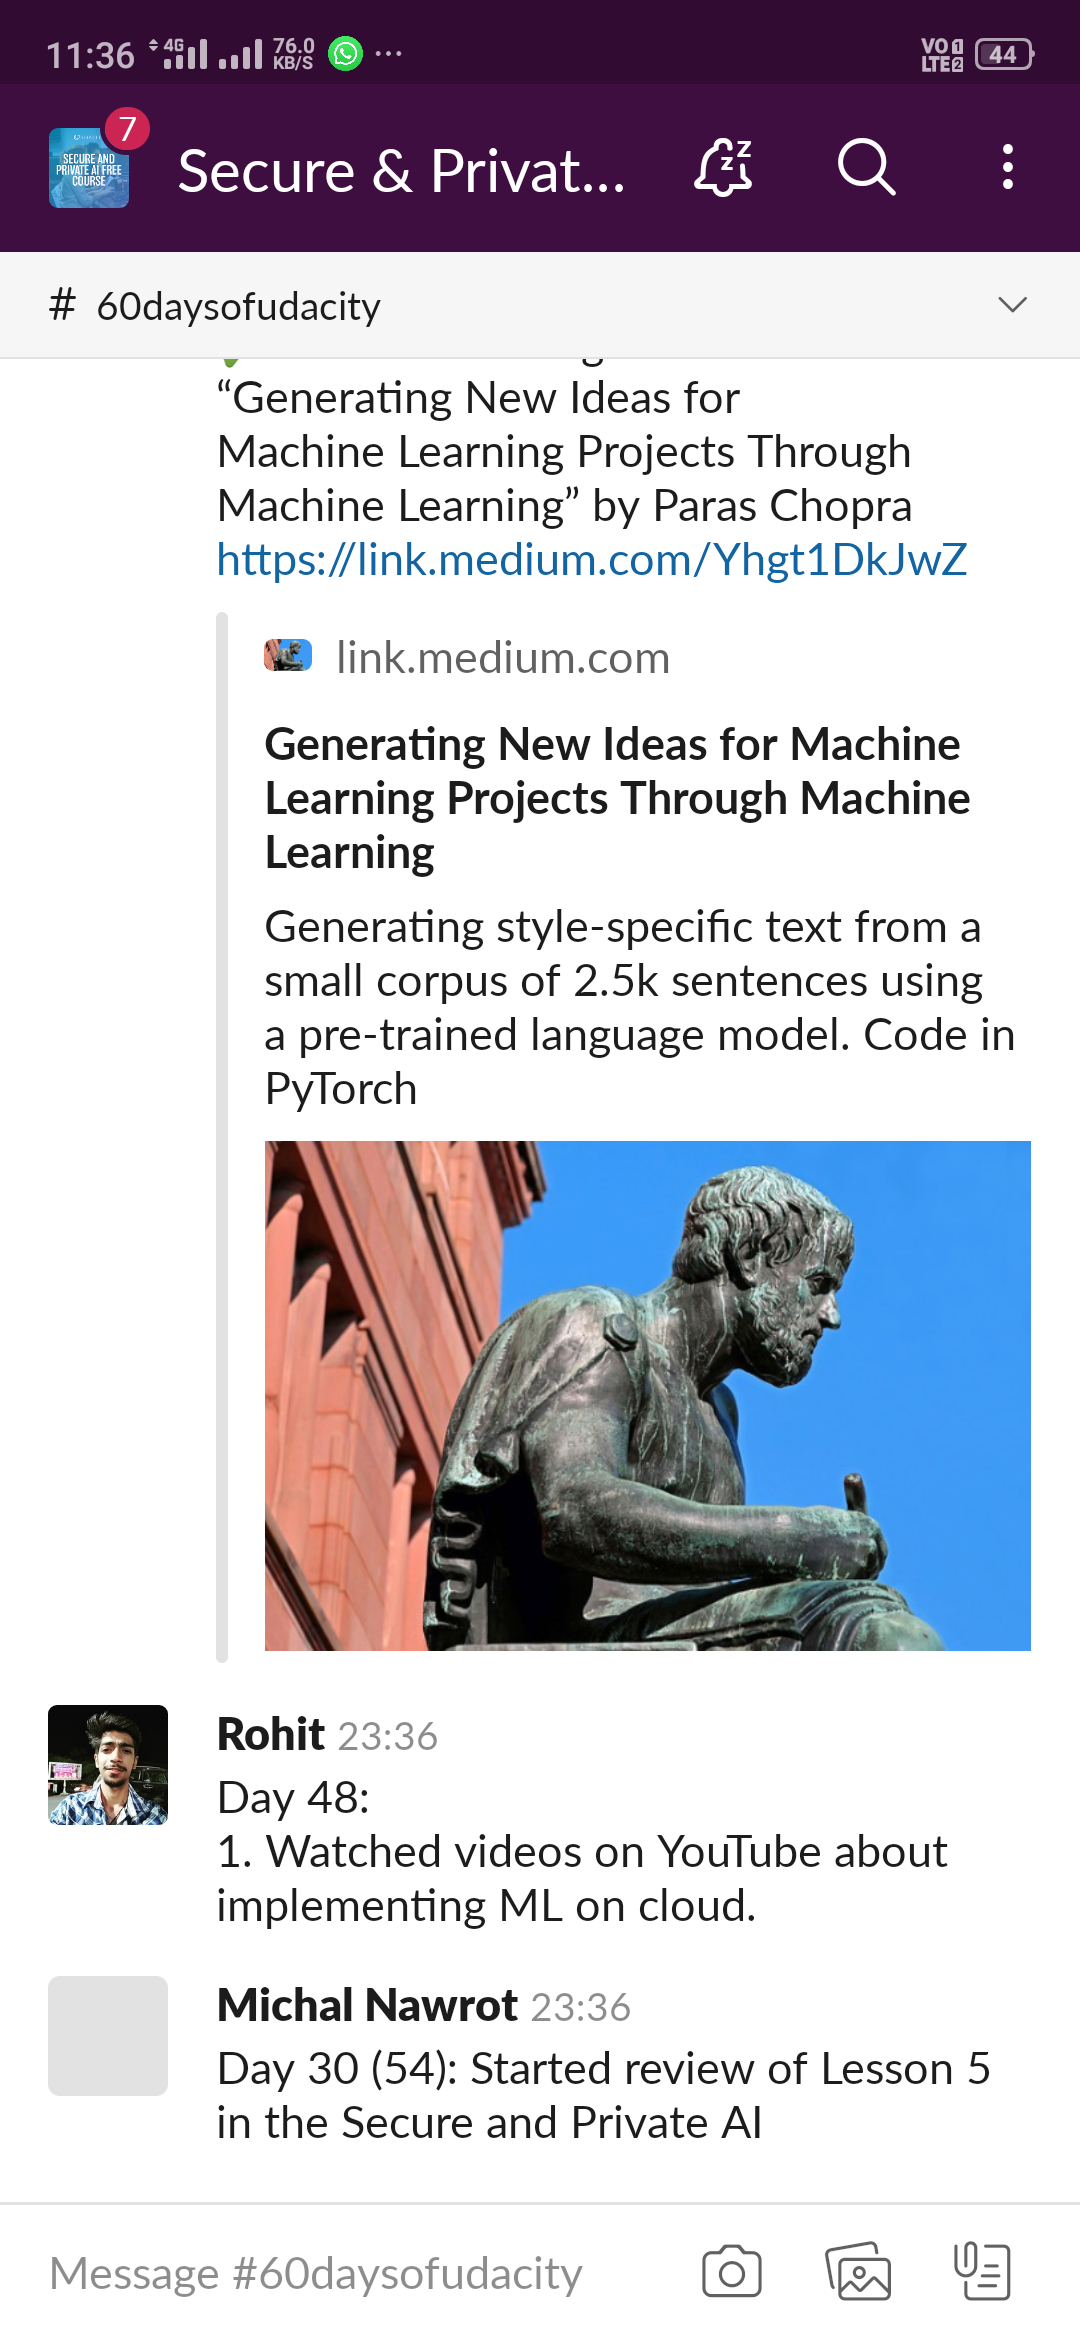 11:36 4G 76.0 KB/S VO LTE 1 2 44
7
SECURE AND
PRIVATE AI FREE
COURSE
Secure & Privat...
# 60daysofudacity
“Generating New Ideas for
Machine Learning Projects Through
Machine Learning” by Paras Chopra
https://link.medium.com/Yhgt1DkJwZ
link.medium.com
Generating New Ideas for Machine
Learning Projects Through Machine
Learning
Generating style-specific text from a
small corpus of 2.5k sentences using
a pre-trained language model. Code in
PyTorch
Rohit 23:36
Day 48:
1. Watched videos on YouTube about
implementing ML on cloud.
Michal Nawrot 23:36
Day 30 (54): Started review of Lesson 5
in the Secure and Private AI
Message #60daysofudacity